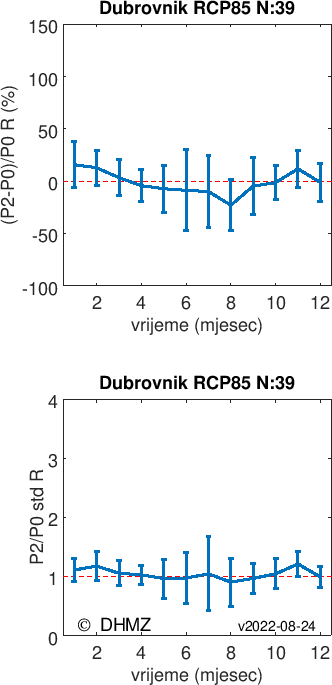 Dubrovnik RCP85 N:39
150
100
50
0
-50
-100
(P2-P0)/P0 R (%)
2 4 6 8 10 12
vrijeme (mjesec)
Dubrovnik RCP85 N:39
4
3
2
1
0
P2/P0 std R
© DHMZ v2022-08-24
2 4 6 8 10 12
vrijeme (mjesec)